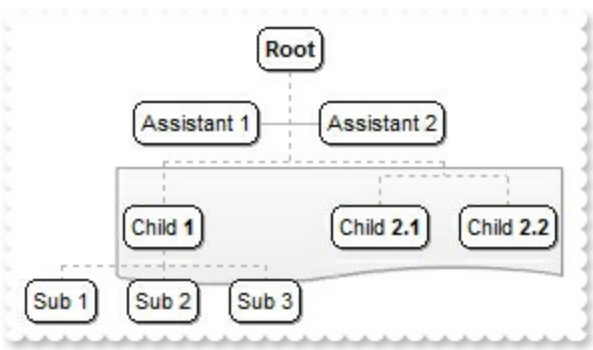 Root
Assistant 1
Assistant 2
Child 1
Child 2.1
Child 2.2
Sub 1
Sub 2
Sub 3